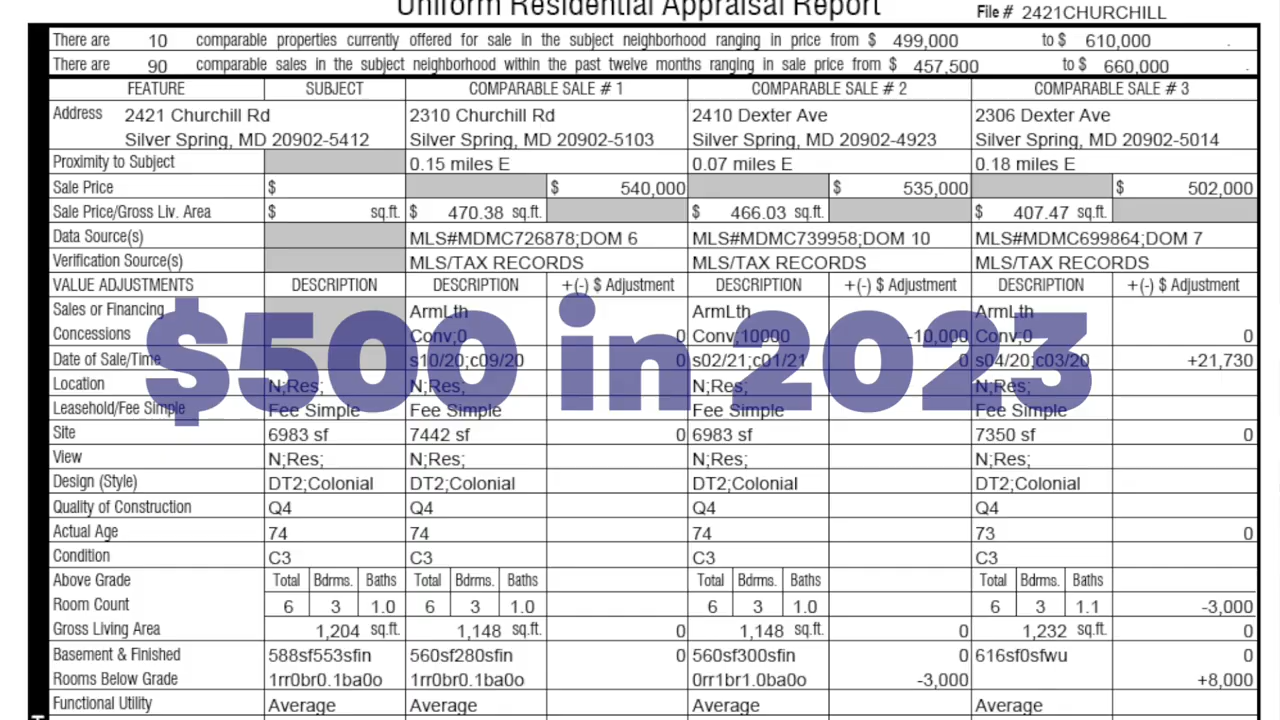 Uniform Residential Appraisal Report
File # 2421CHURCHILL
There are 10 comparable properties currently offered for sale in the subject neighborhood ranging in price from $ 499,000 to $ 610,000 .
There are 90 comparable sales in the subject neighborhood within the past twelve months ranging in sale price from $ 457,500 to $ 660,000 .
FEATURE SUBJECT COMPARABLE SALE # 1 COMPARABLE SALE # 2 COMPARABLE SALE # 3
Address 2421 Churchill Rd 2310 Churchill Rd 2410 Dexter Ave 2306 Dexter Ave
Silver Spring, MD 20902-5412 Silver Spring, MD 20902-5103 Silver Spring, MD 20902-4923 Silver Spring, MD 20902-5014
Proximity to Subject 0.15 miles E 0.07 miles E 0.18 miles E
Sale Price $ $ 540,000 $ 535,000 $ 502,000
Sale Price/Gross Liv. Area $ sq.ft. $ 470.38 sq.ft. $ 466.03 sq.ft. $ 407.47 sq.ft.
Data Source(s) MLS#MDMC726878;DOM 6 MLS#MDMC739958;DOM 10 MLS#MDMC699864;DOM 7
Verification Source(s) MLS/TAX RECORDS MLS/TAX RECORDS MLS/TAX RECORDS
VALUE ADJUSTMENTS DESCRIPTION DESCRIPTION +(-) $ Adjustment DESCRIPTION +(-) $ Adjustment DESCRIPTION +(-) $ Adjustment
Sales or Financing ArmLth ArmLth ArmLth
Concessions Conv;0 0 Conv;10000 -10,000 Conv;0 0
Date of Sale/Time s10/20;c09/20 0 s02/21;c01/21 0 s04/20;c03/20 +21,730
$500 in 2023
Location N;Res; N;Res; N;Res; N;Res;
Leasehold/Fee Simple Fee Simple Fee Simple Fee Simple Fee Simple
Site 6983 sf 7442 sf 0 6983 sf 7350 sf 0
View N;Res; N;Res; N;Res; N;Res;
Design (Style) DT2;Colonial DT2;Colonial DT2;Colonial DT2;Colonial
Quality of Construction Q4 Q4 Q4 Q4
Actual Age 74 74 74 73 0
Condition C3 C3 C3 C3
Above Grade Total Bdrms. Baths Total Bdrms. Baths Total Bdrms. Baths Total Bdrms. Baths
Room Count 6 3 1.0 6 3 1.0 6 3 1.0 6 3 1.1 -3,000
Gross Living Area 1,204 sq.ft. 1,148 sq.ft. 0 1,148 sq.ft. 0 1,232 sq.ft. 0
Basement & Finished 588sf553sfin 560sf280sfin 0 560sf300sfin 0 616sf0sfwu 0
Rooms Below Grade 1rr0br0.1ba0o 1rr0br0.1ba0o 0rr1br1.0ba0o -3,000 +8,000
Functional Utility Average Average Average Average